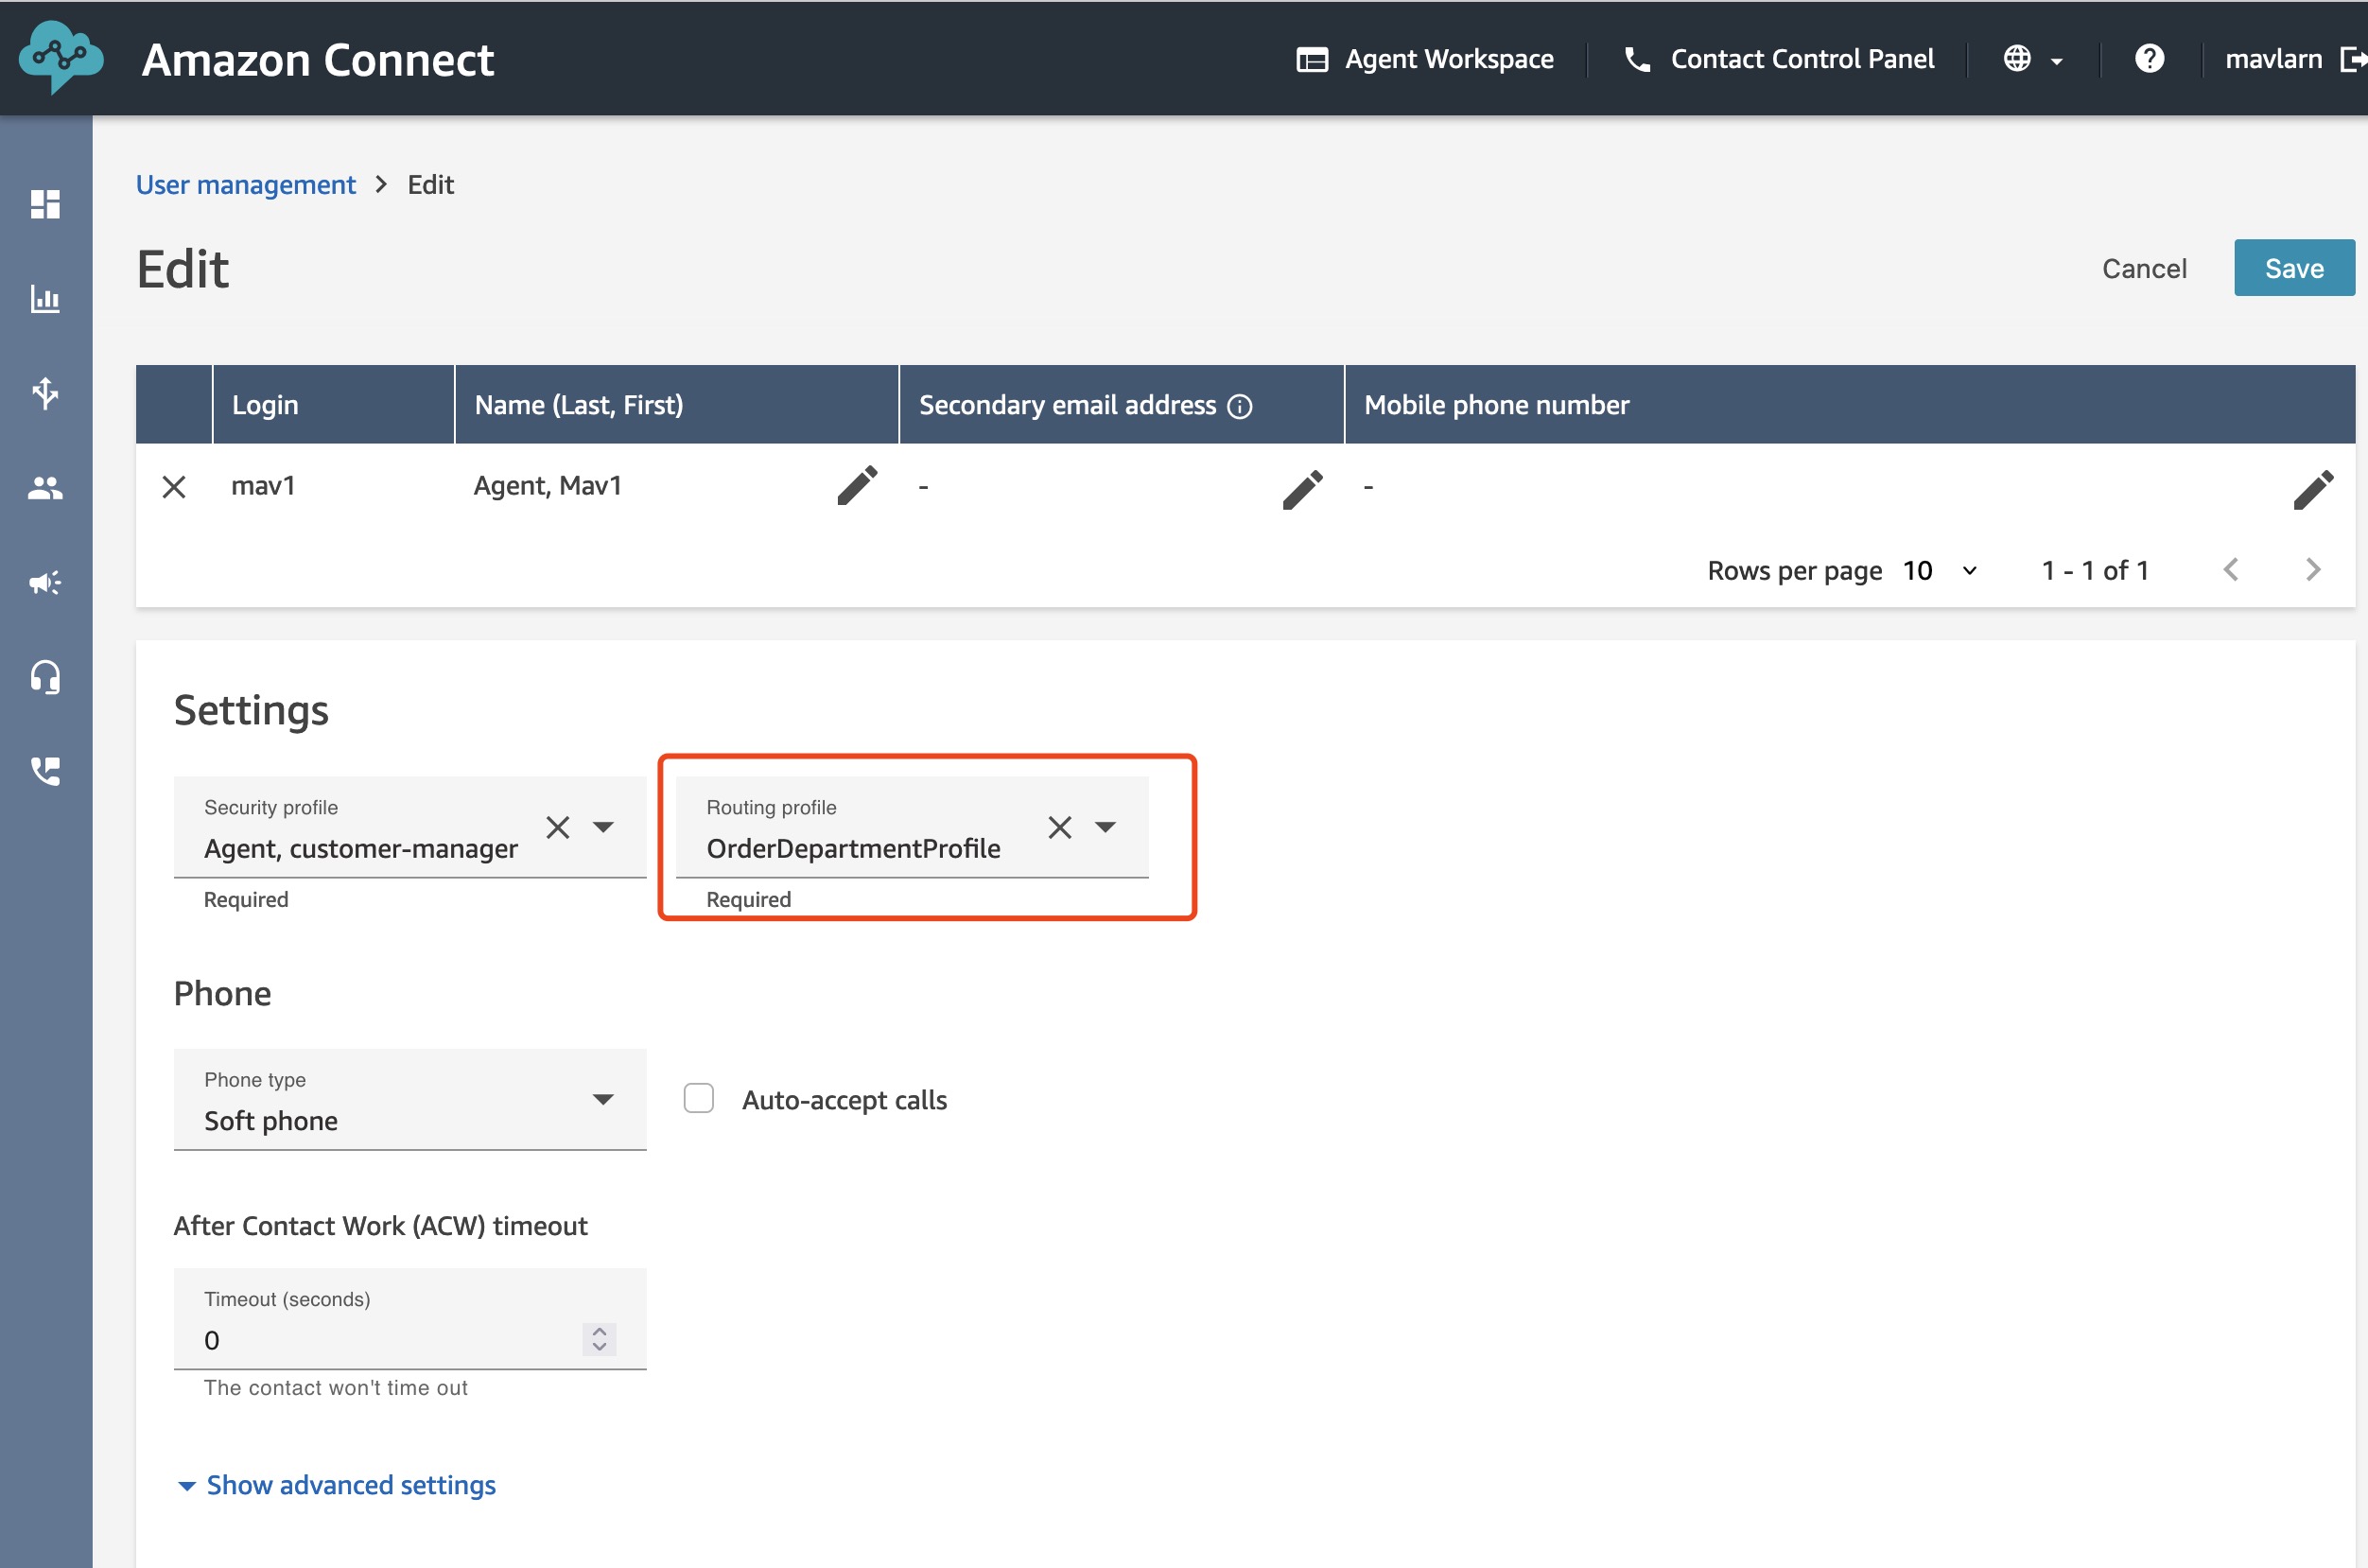 Amazon Connect
Agent Workspace
Contact Control Panel
mavlarn
User management > Edit
Edit
Cancel
Save
Login
Name (Last, First)
Secondary email address
Mobile phone number
mav1
Agent, Mav1
-
-
Rows per page 10
1 - 1 of 1
Settings
Security profile
Agent, customer-manager
Required
Routing profile
OrderDepartmentProfile
Required
Phone
Phone type
Soft phone
Auto-accept calls
After Contact Work (ACW) timeout
Timeout (seconds)
0
The contact won't time out
Show advanced settings